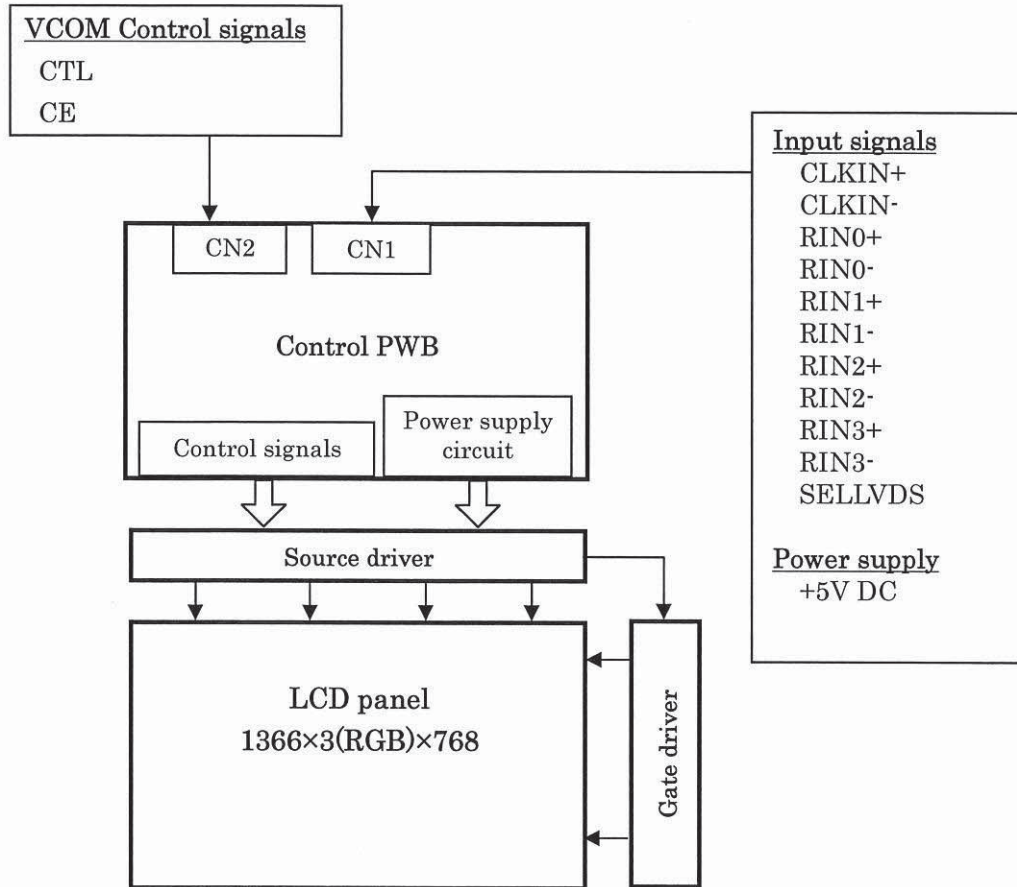 VCOM Control signals
CTL
CE
Input signals
CLKIN+
CLKIN-
RIN0+
RIN0-
RIN1+
RIN1-
RIN2+
RIN2-
RIN3+
RIN3-
SELLVDS
Power supply
+5V DC
CN2
CN1
Control PWB
Control signals
Power supply
circuit
Source driver
LCD panel
1366×3(RGB)×768
Gate driver